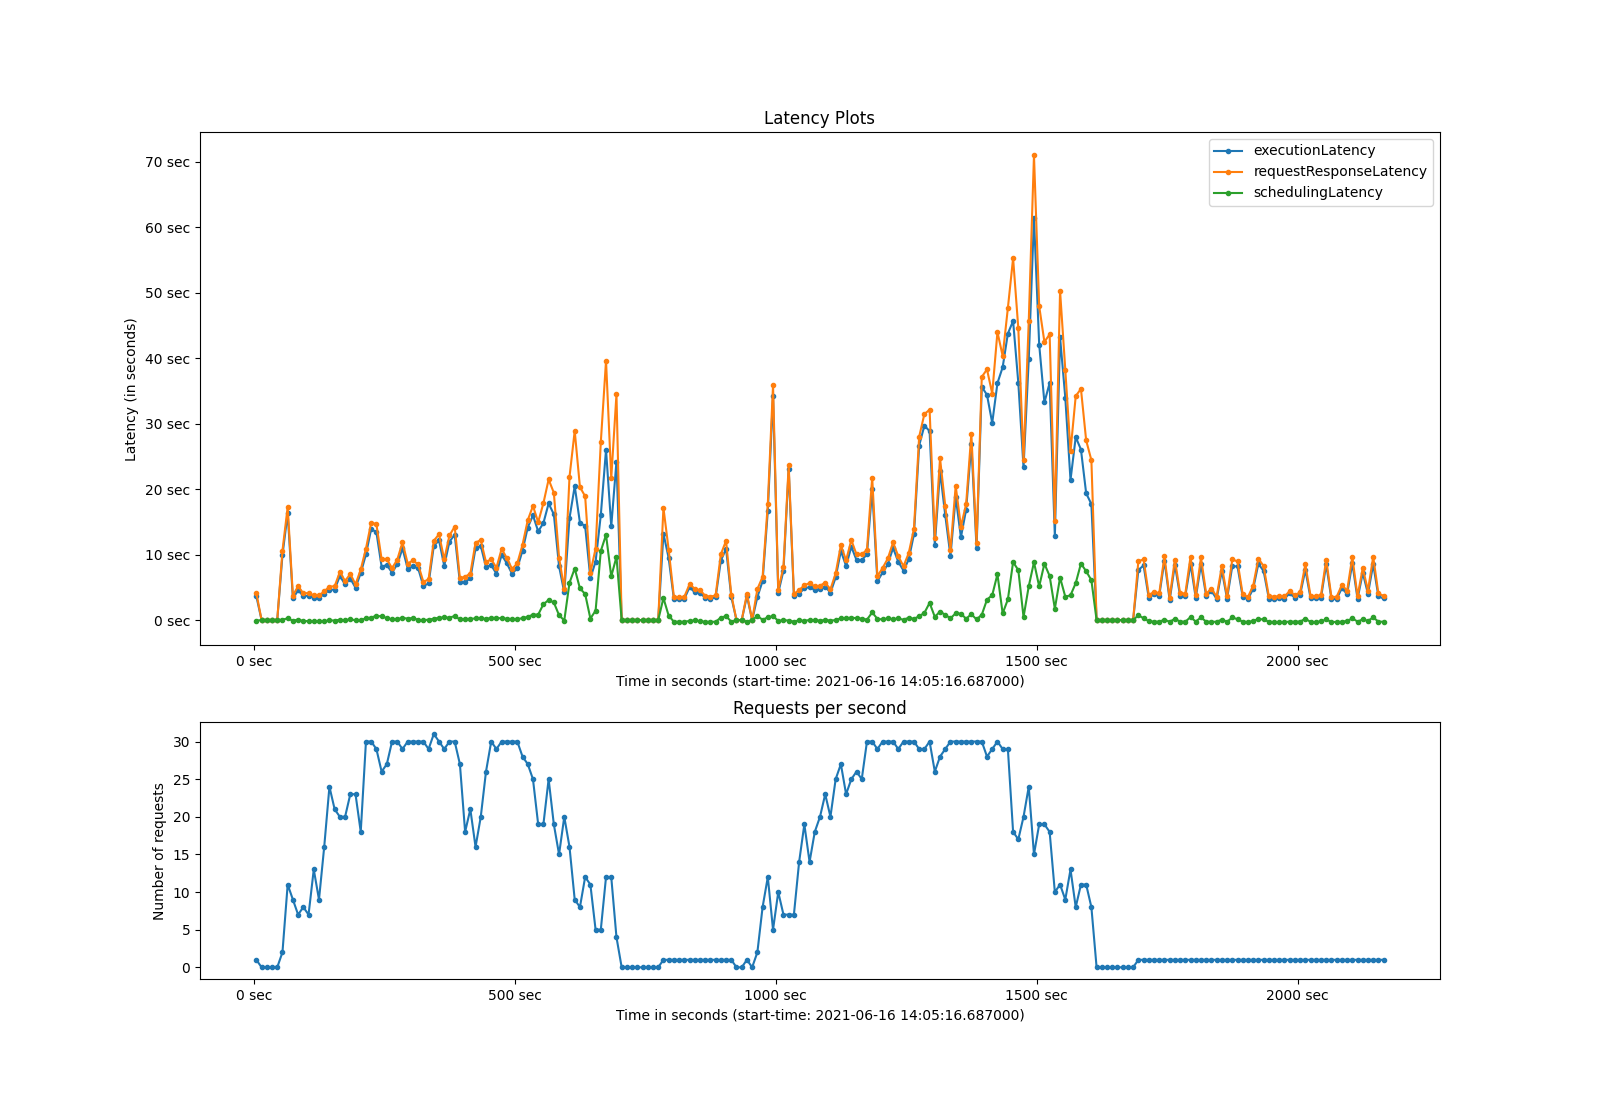 Latency Plots
70 sec
60 sec
50 sec
40 sec
30 sec
20 sec
10 sec
0 sec
Latency (in seconds)
executionLatency
requestResponseLatency
schedulingLatency
0 sec 500 sec 1000 sec 1500 sec 2000 sec
Time in seconds (start-time: 2021-06-16 14:05:16.687000)
Requests per second
30
25
20
15
10
5
0
Number of requests
0 sec 500 sec 1000 sec 1500 sec 2000 sec
Time in seconds (start-time: 2021-06-16 14:05:16.687000)